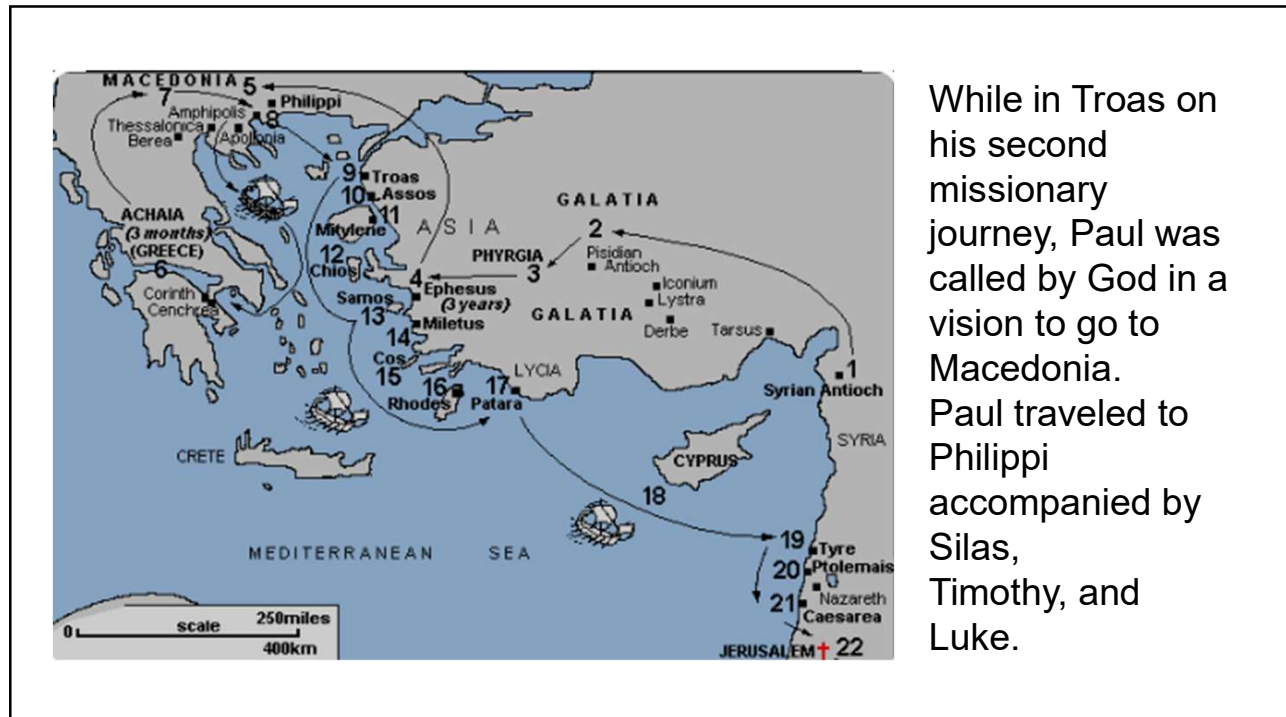 MACEDONIA 5
7
Philippi
Amphipolis
8
Thessalonica
Apollonia
Berea
9 Troas
10 Assos
11
Mitylene
ASIA
GALATIA
2
ACHAIA
(3 months)
(GREECE)
6
12
Chios
PHYRGIA
3
Pisidian
Antioch
4
Ephesus
(3 years)
Iconium
Lystra
GALATIA
Derbe
Tarsus
Corinth
Cenchrea
Samos
13
Miletus
14
Cos
15
16
Rhodes
17
Patara
LYCIA
1
Syrian Antioch
SYRIA
CRETE
CYPRUS
18
MEDITERRANEAN SEA
19
Tyre
20
Ptolemais
Nazareth
21
Caesarea
JERUSALEM 22
250miles
0 scale
400km
While in Troas on
his second
missionary
journey, Paul was
called by God in a
vision to go to
Macedonia.
Paul traveled to
Philippi
accompanied by
Silas,
Timothy, and
Luke.